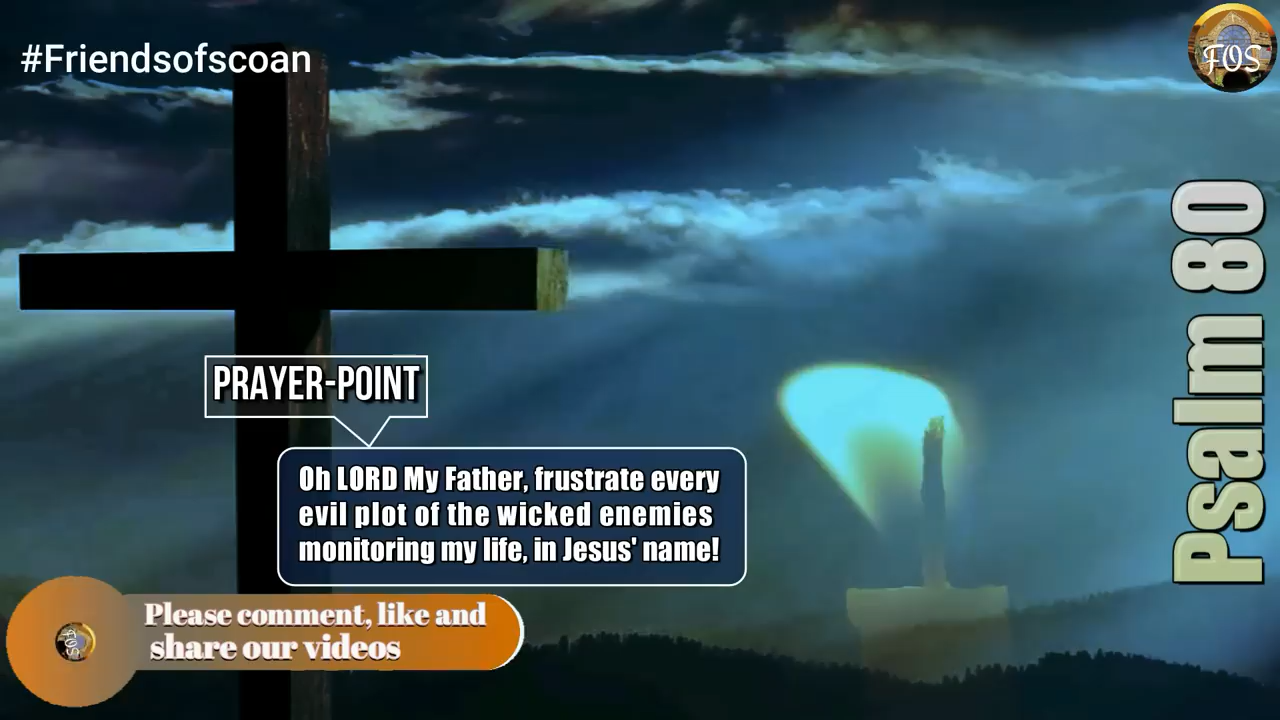 #Friendsofscoan
FOS
Psalm 80
PRAYER-POINT
Oh LORD My Father, frustrate every
evil plot of the wicked enemies
monitoring my life, in Jesus' name!
Please comment, like and
share our videos
FOS